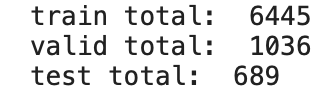 train total:  6445
valid total:  1036
test total:  689